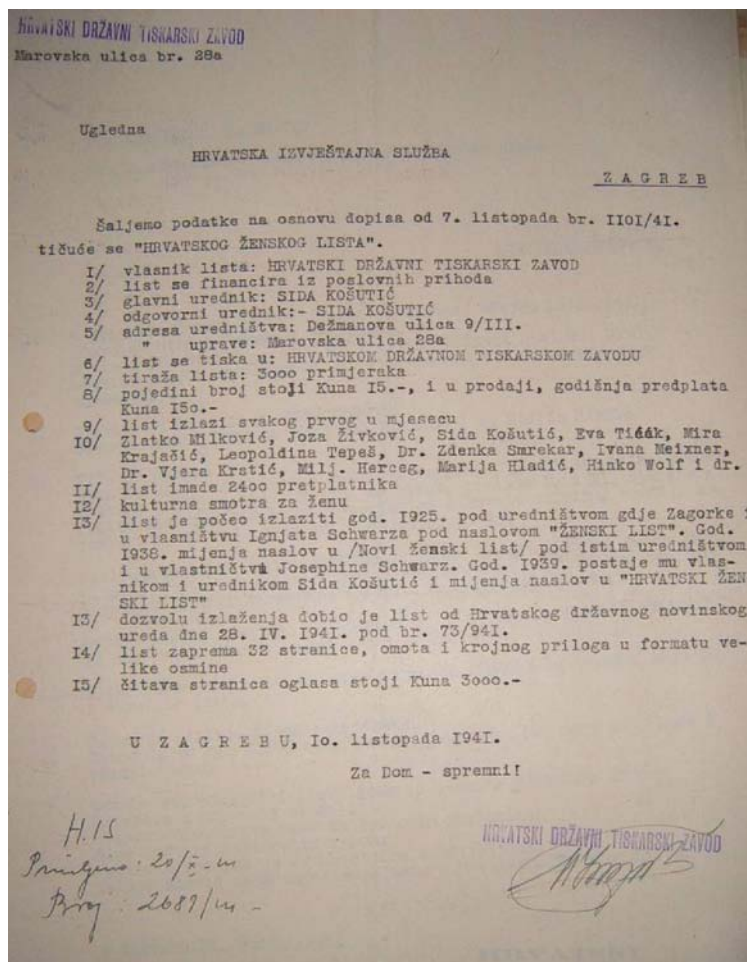 HRVATSKI DRŽAVNI TISKARSKI ZAVOD
Marovska ulica br. 28a
Ugledna
HRVATSKA IZVJEŠTAJNA SLUŽBA
Z A G R E B
Šaljemo podatke na osnovu dopisa od 7. listopada br. IIOI/4I.
tičuće se "HRVATSKOG ŽENSKOG LISTA".
I/ vlasnik lista: HRVATSKI DRŽAVNI TISKARSKI ZAVOD
2/ list se financira iz poslovnih prihoda
3/ glavni urednik: SIDA KOŠUTIĆ
4/ odgovorni urednik:- SIDA KOŠUTIĆ
5/ adresa uredništva: Dežmanova ulica 9/III.
" uprave: Marovska ulica 28a
6/ list se tiska u: HRVATSKOM DRŽAVNOM TISKARSKOM ZAVODU
7/ tiraža lista: 3ooo primjeraka
8/ pojedini broj stoji Kuna I5.-, i u prodaji, godišnja predplata
Kuna I5o.-
9/ list izlazi svakog prvog u mjesecu
IO/ Zlatko Milković, Joza Živković, Sida Košutić, Eva Mira
Krajačić, Leopoldina Tepeš, Dr. Zdenka Smrekar, Ivana Meixner,
Dr. Vjera Krstić, Milj. Herceg, Marija Hladić, Hinko Wolf i dr.
II/ list imade 24oo pretplatnika
I2/ kulturna smotra za ženu
I3/ list je počeo izlaziti god. I925. pod uredništvom gdje Zagorke i
u vlasništvu Ignjata Schwarza pod naslovom "ŽENSKI LIST". God.
I938. mijenja naslov u /Novi ženski list/ pod istim uredništvom
i u vlastništvu Josephine Schwarz. God. I939. postaje mu vlas-
nikom i urednikom Sida Košutić i mijenja naslov u "HRVATSKI ŽEN
SKI LIST"
I3/ dozvolu izlaženja dobio je list od Hrvatskog državnog novinskog
ureda dne 28. IV. I94I. pod br. 73/94I.
I4/ list zaprema 32 stranice, omota i krojnog priloga u formatu ve-
like osmine
I5/ čitava stranica oglasa stoji Kuna 3ooo.-
U Z A G R E B U, Io. listopada I94I.
Za Dom - spremni!
H.IS
HRVATSKI DRŽAVNI TISKARSKI ZAVOD
Primljeno: 20/X-
Broj: 2689/